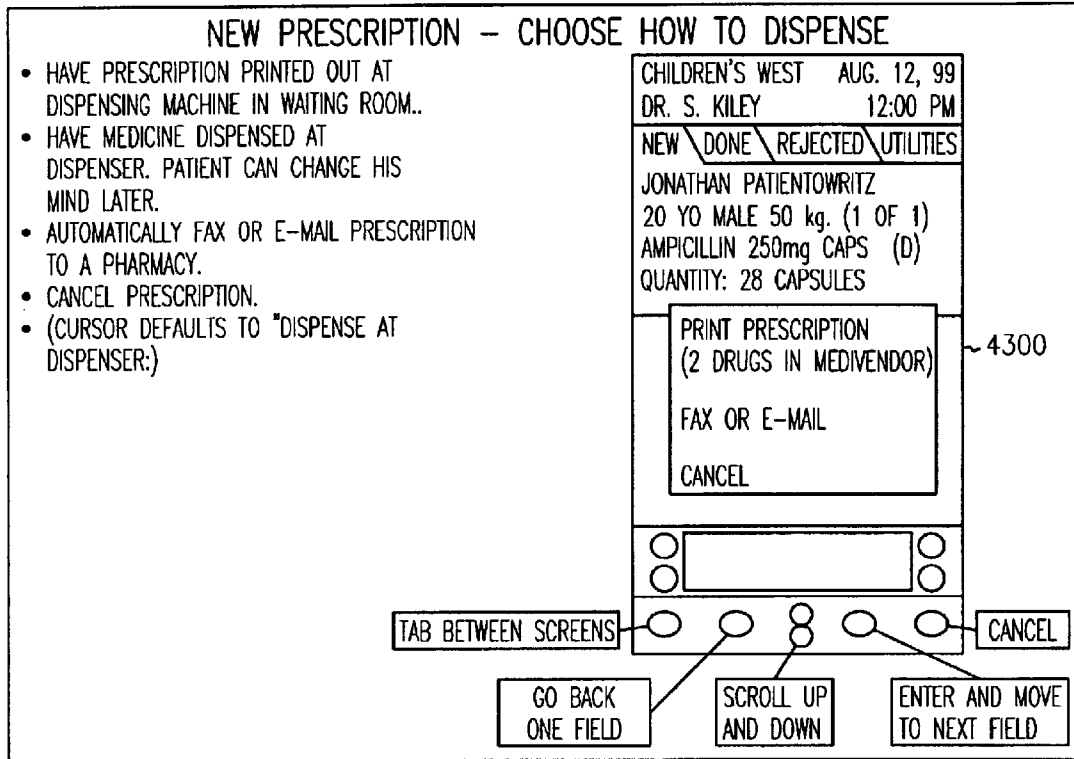 NEW PRESCRIPTION – CHOOSE HOW TO DISPENSE
• HAVE PRESCRIPTION PRINTED OUT AT
DISPENSING MACHINE IN WAITING ROOM..
• HAVE MEDICINE DISPENSED AT
DISPENSER. PATIENT CAN CHANGE HIS
MIND LATER.
• AUTOMATICALLY FAX OR E-MAIL PRESCRIPTION
TO A PHARMACY.
• CANCEL PRESCRIPTION.
• (CURSOR DEFAULTS TO "DISPENSE AT
DISPENSER:)
CHILDREN'S WEST AUG. 12, 99
DR. S. KILEY 12:00 PM
NEW DONE REJECTED UTILITIES
JONATHAN PATIENTOWRITZ
20 YO MALE 50 kg. (1 OF 1)
AMPICILLIN 250mg CAPS (D)
QUANTITY: 28 CAPSULES
PRINT PRESCRIPTION
(2 DRUGS IN MEDIVENDOR)
FAX OR E-MAIL
CANCEL
4300
TAB BETWEEN SCREENS
CANCEL
GO BACK
ONE FIELD
SCROLL UP
AND DOWN
ENTER AND MOVE
TO NEXT FIELD